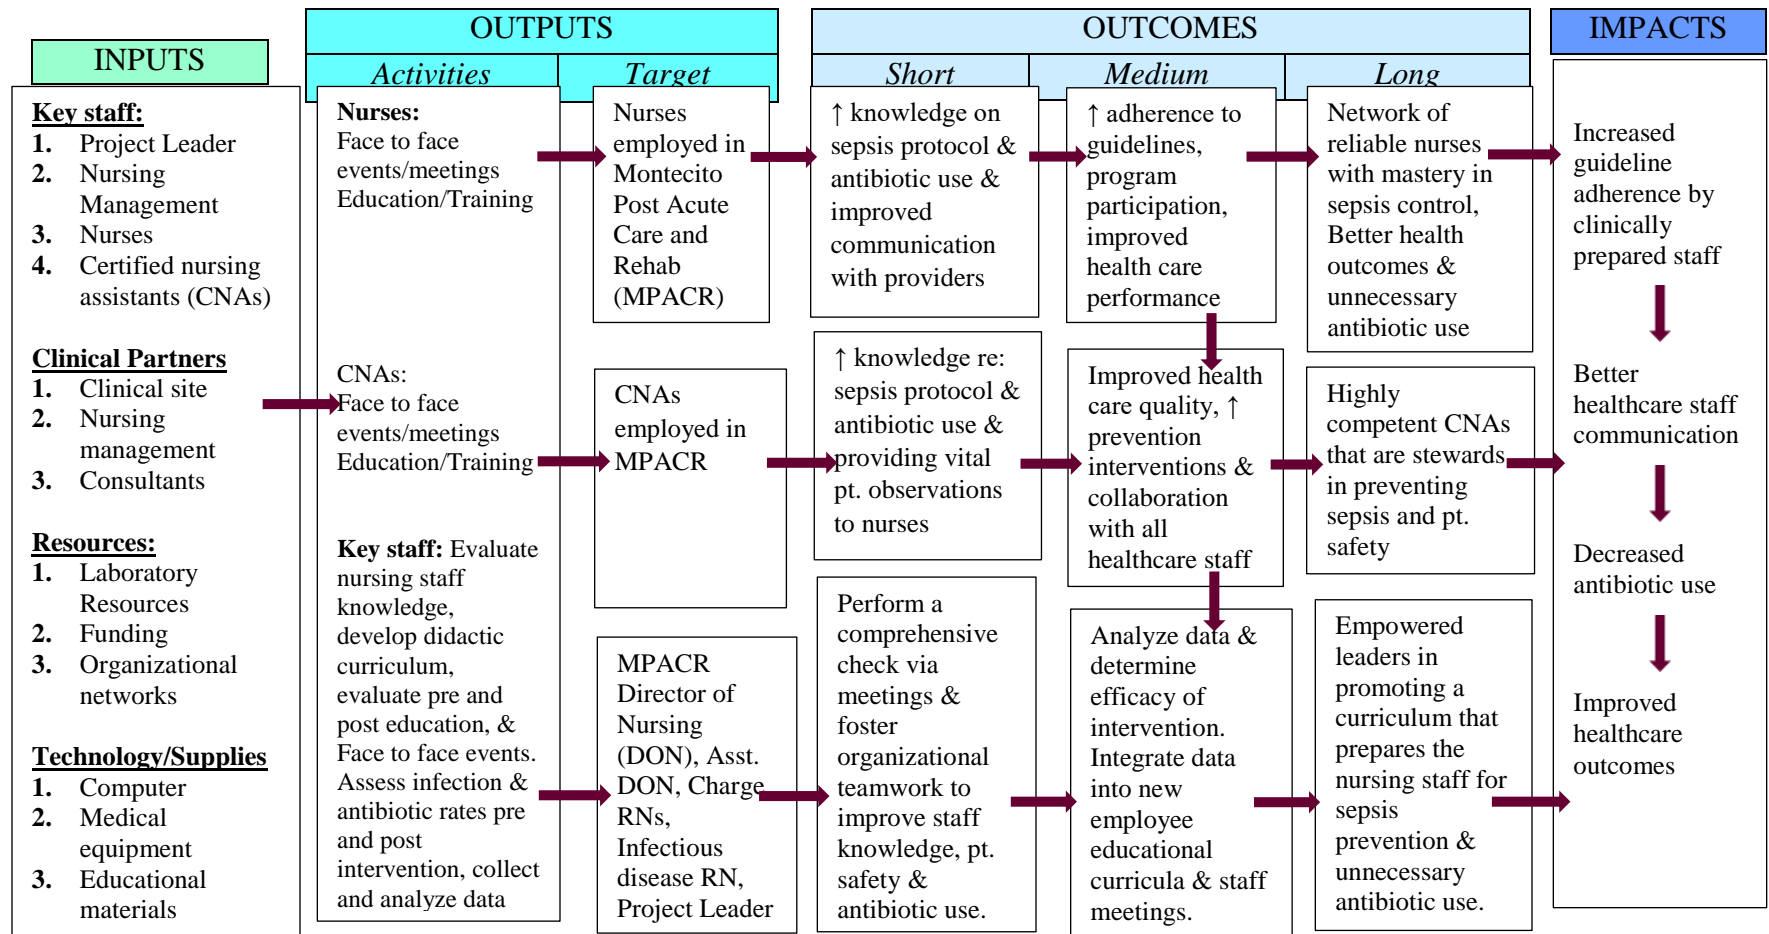 INPUTS
Key staff:
1. Project Leader
2. Nursing
Management
3. Nurses
4. Certified nursing
assistants (CNAs)
Clinical Partners
1. Clinical site
2. Nursing
management
3. Consultants
Resources:
1. Laboratory
Resources
2. Funding
3. Organizational
networks
Technology/Supplies
1. Computer
2. Medical
equipment
3. Educational
materials
OUTPUTS
Activities
Nurses:
Face to face
events/meetings
Education/Training
CNAs:
Face to face
events/meetings
Education/Training
Key staff: Evaluate
nursing staff
knowledge,
develop didactic
curriculum,
evaluate pre and
post education, &
Face to face events.
Assess infection &
antibiotic rates pre
and post
intervention, collect
and analyze data
Target
Nurses
employed in
Montecito
Post Acute
Care and
Rehab
(MPACR)
CNAs
employed in
MPACR
MPACR
Director of
Nursing
(DON), Asst.
DON, Charge
RNs,
Infectious
disease RN,
Project Leader
OUTCOMES
Short
↑ knowledge on
sepsis protocol &
antibiotic use &
improved
communication
with providers
↑ knowledge re:
sepsis protocol &
antibiotic use &
providing vital
pt. observations
to nurses
Perform a
comprehensive
check via
meetings &
foster
organizational
teamwork to
improve staff
knowledge, pt.
safety &
antibiotic use.
Medium
↑ adherence to
guidelines,
program
participation,
improved
health care
performance
Improved health
care quality, ↑
prevention
interventions &
collaboration
with all
healthcare staff
Analyze data &
determine
efficacy of
intervention.
Integrate data
into new
employee
educational
curricula & staff
meetings.
Long
Network of
reliable nurses
with mastery in
sepsis control,
Better health
outcomes &
unnecessary
antibiotic use
Highly
competent CNAs
that are stewards
in preventing
sepsis and pt.
safety
Empowered
leaders in
promoting a
curriculum that
prepares the
nursing staff for
sepsis
prevention &
unnecessary
antibiotic use.
IMPACTS
Increased
guideline
adherence by
clinically
prepared staff
Better
healthcare staff
communication
Decreased
antibiotic use
Improved
healthcare
outcomes